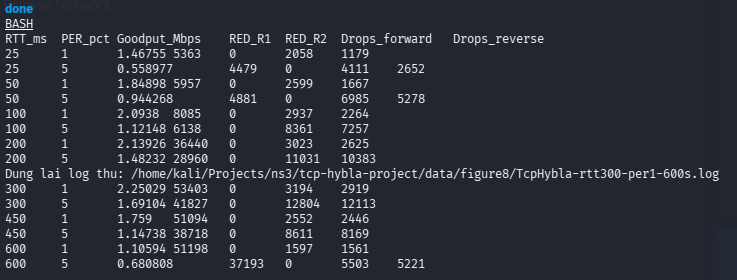 done
BASH
RTT_ms PER_pct Goodput_Mbps RED_R1 RED_R2 Drops_forward Drops_reverse
25 1 1.46755 5363 0 2058 1179
25 5 0.558977 4479 0 4111 2652
50 1 1.84898 5957 0 2599 1667
50 5 0.944268 4881 0 6985 5278
100 1 2.0938 8085 0 2937 2264
100 5 1.12148 6138 0 8361 7257
200 1 2.13926 36440 0 3023 2625
200 5 1.48232 28960 0 11031 10383
Dung lai log thu: /home/kali/Projects/ns3/tcp-hybla-project/data/figure8/TcpHybla-rtt300-per1-600s.log
300 1 2.25029 53403 0 3194 2919
300 5 1.69104 41827 0 12804 12113
450 1 1.759 51094 0 2552 2446
450 5 1.14738 38718 0 8611 8169
600 1 1.10594 51198 0 1597 1561
600 5 0.680808 37193 0 5503 5221